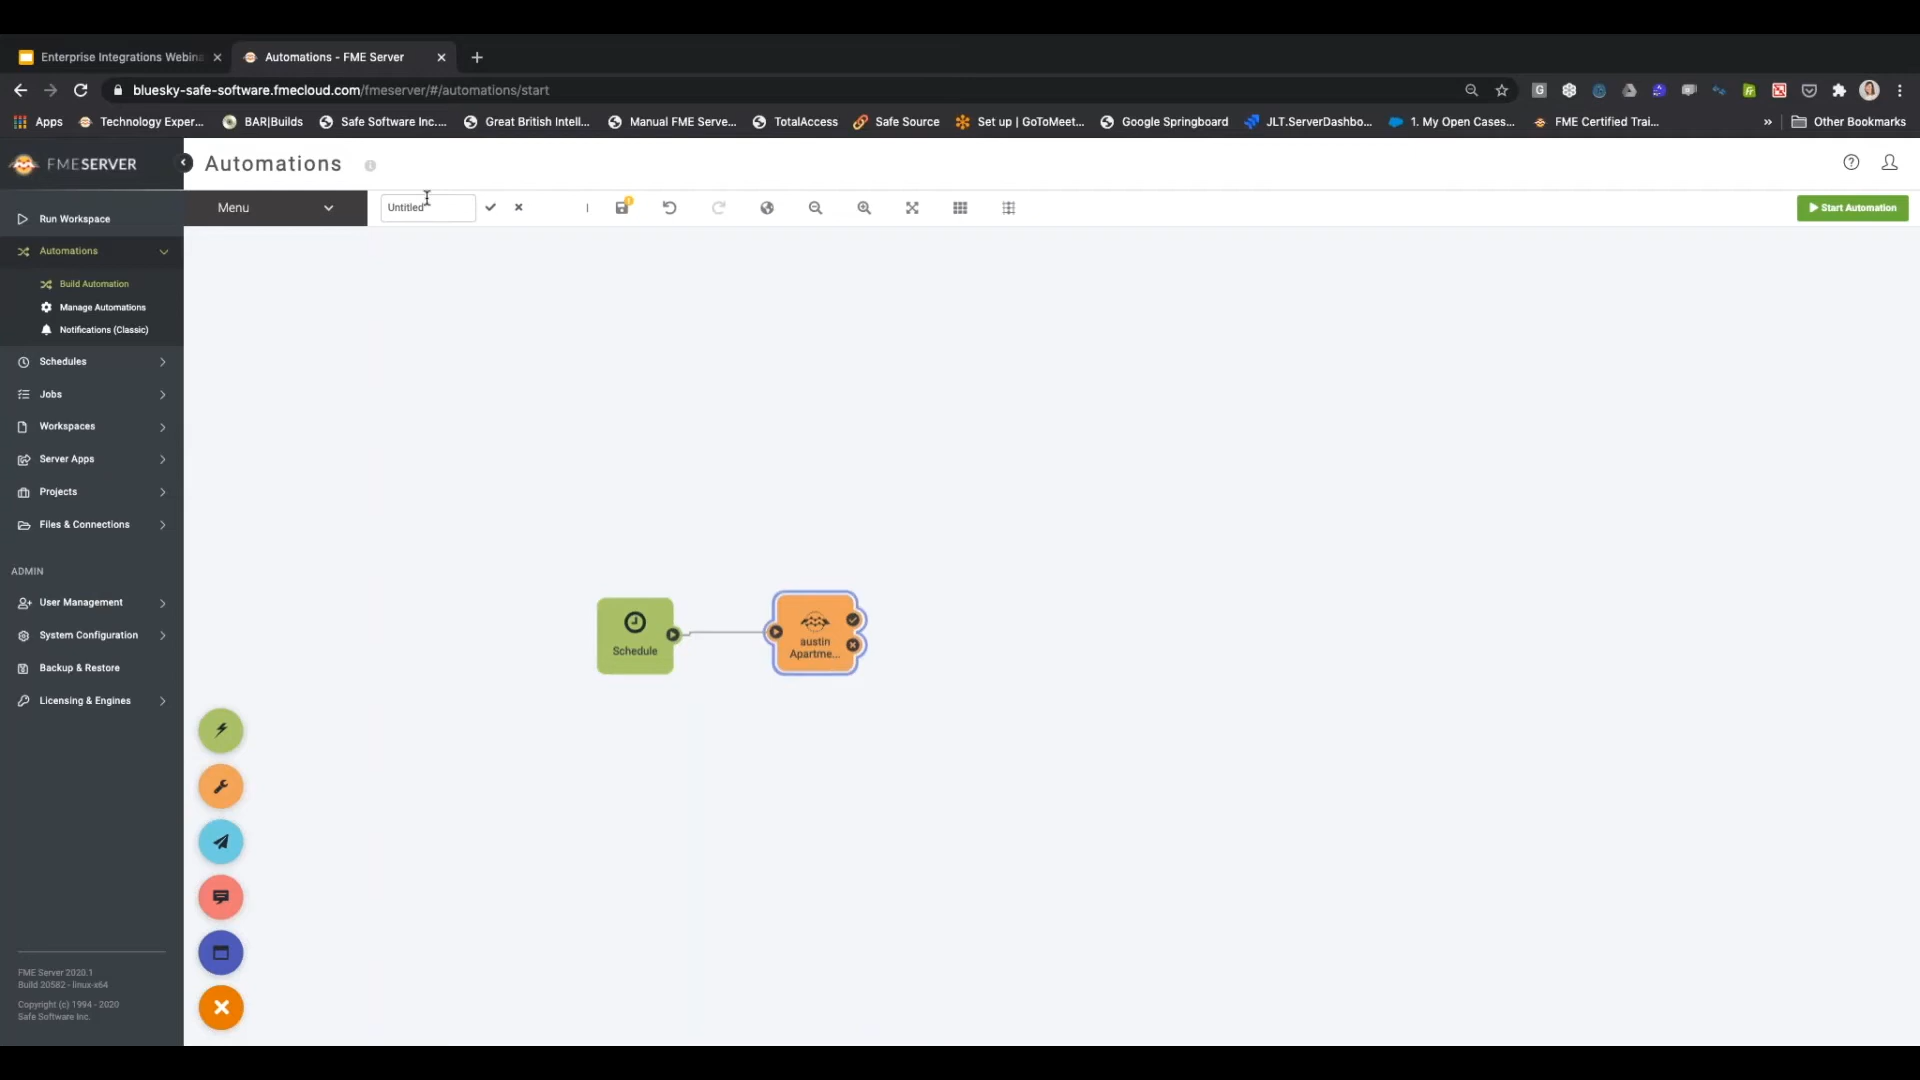 Enterprise Integrations Webina
Automations - FME Server
bluesky-safe-software.fmecloud.com/fmeserver/#/automations/start
Apps
Technology Exper...
BAR|Builds
Safe Software Inc....
Great British Intell...
Manual FME Serve...
TotalAccess
Safe Source
Set up | GoToMeet...
Google Springboard
JLT.ServerDashbo...
1. My Open Cases...
FME Certified Trai...
»
Other Bookmarks
FMESERVER
Automations
Menu
Untitled
Start Automation
Run Workspace
Automations
Build Automation
Manage Automations
Notifications (Classic)
Schedules
Jobs
Workspaces
Server Apps
Projects
Files & Connections
ADMIN
User Management
System Configuration
Backup & Restore
Licensing & Engines
Schedule
austin
Apartme...
FME Server 2020.1
Build 20582 - linux-x64
Copyright (c) 1994 - 2020
Safe Software Inc.